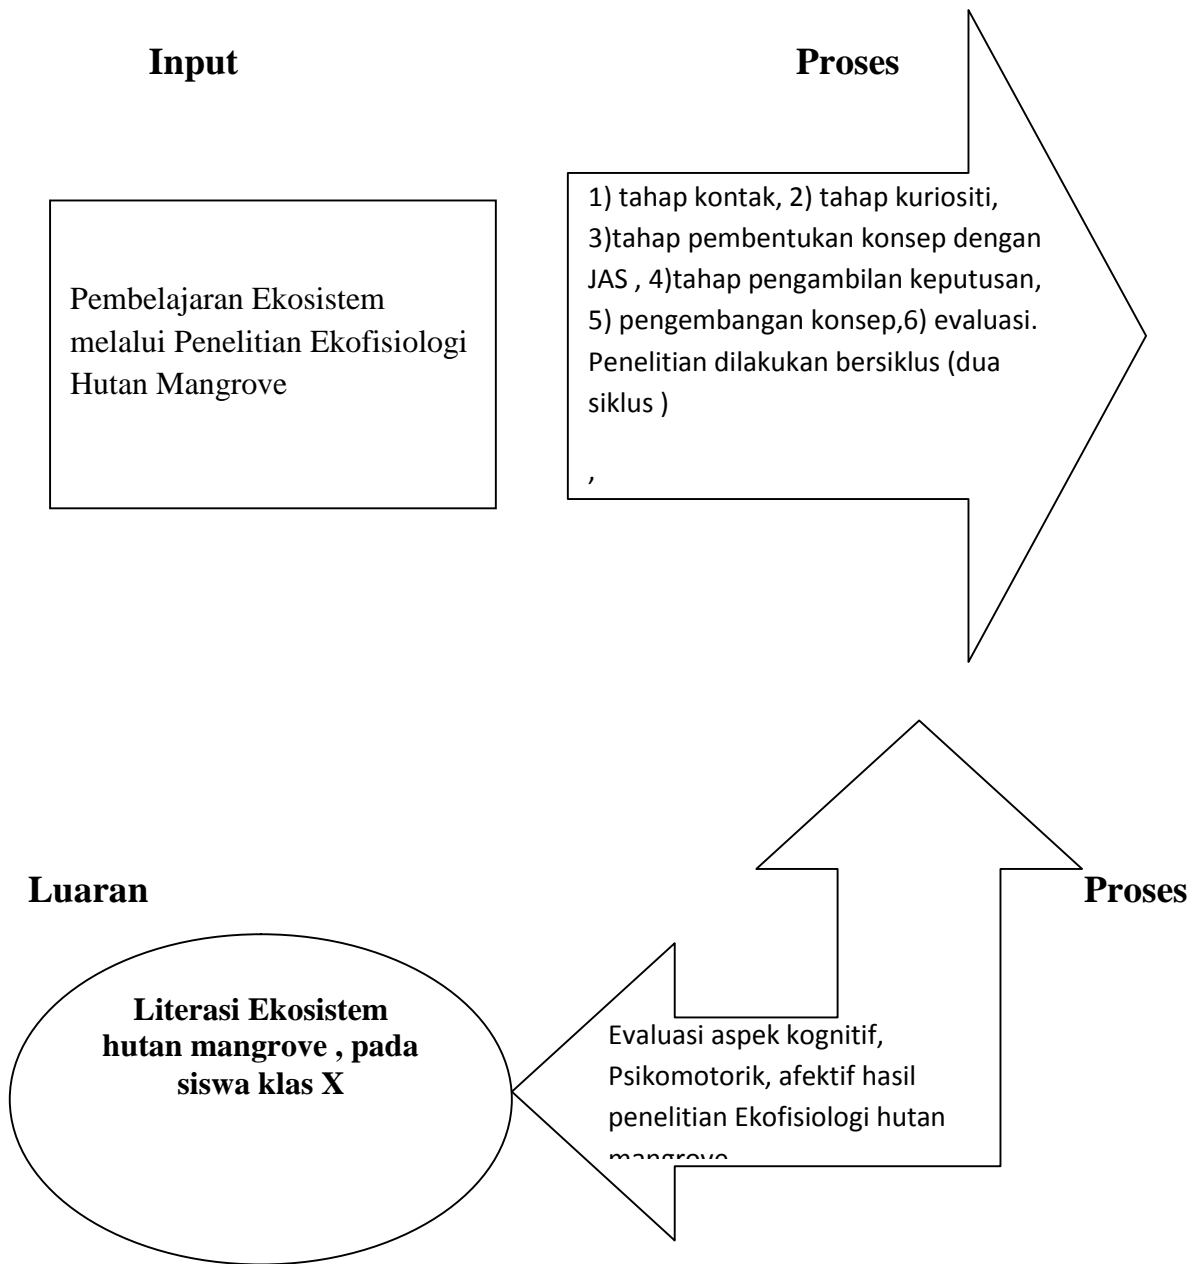 Input
Proses
Pembelajaran Ekosistem
melalui Penelitian Ekofisiologi
Hutan Mangrove
1) tahap kontak, 2) tahap kuriositi,
3)tahap pembentukan konsep dengan
JAS , 4)tahap pengambilan keputusan,
5) pengembangan konsep,6) evaluasi.
Penelitian dilakukan bersiklus (dua
siklus )
,
Luaran
Proses
Literasi Ekosistem
hutan mangrove , pada
siswa klas X
Evaluasi aspek kognitif,
Psikomotorik, afektif hasil
penelitian Ekofisiologi hutan
mangrove